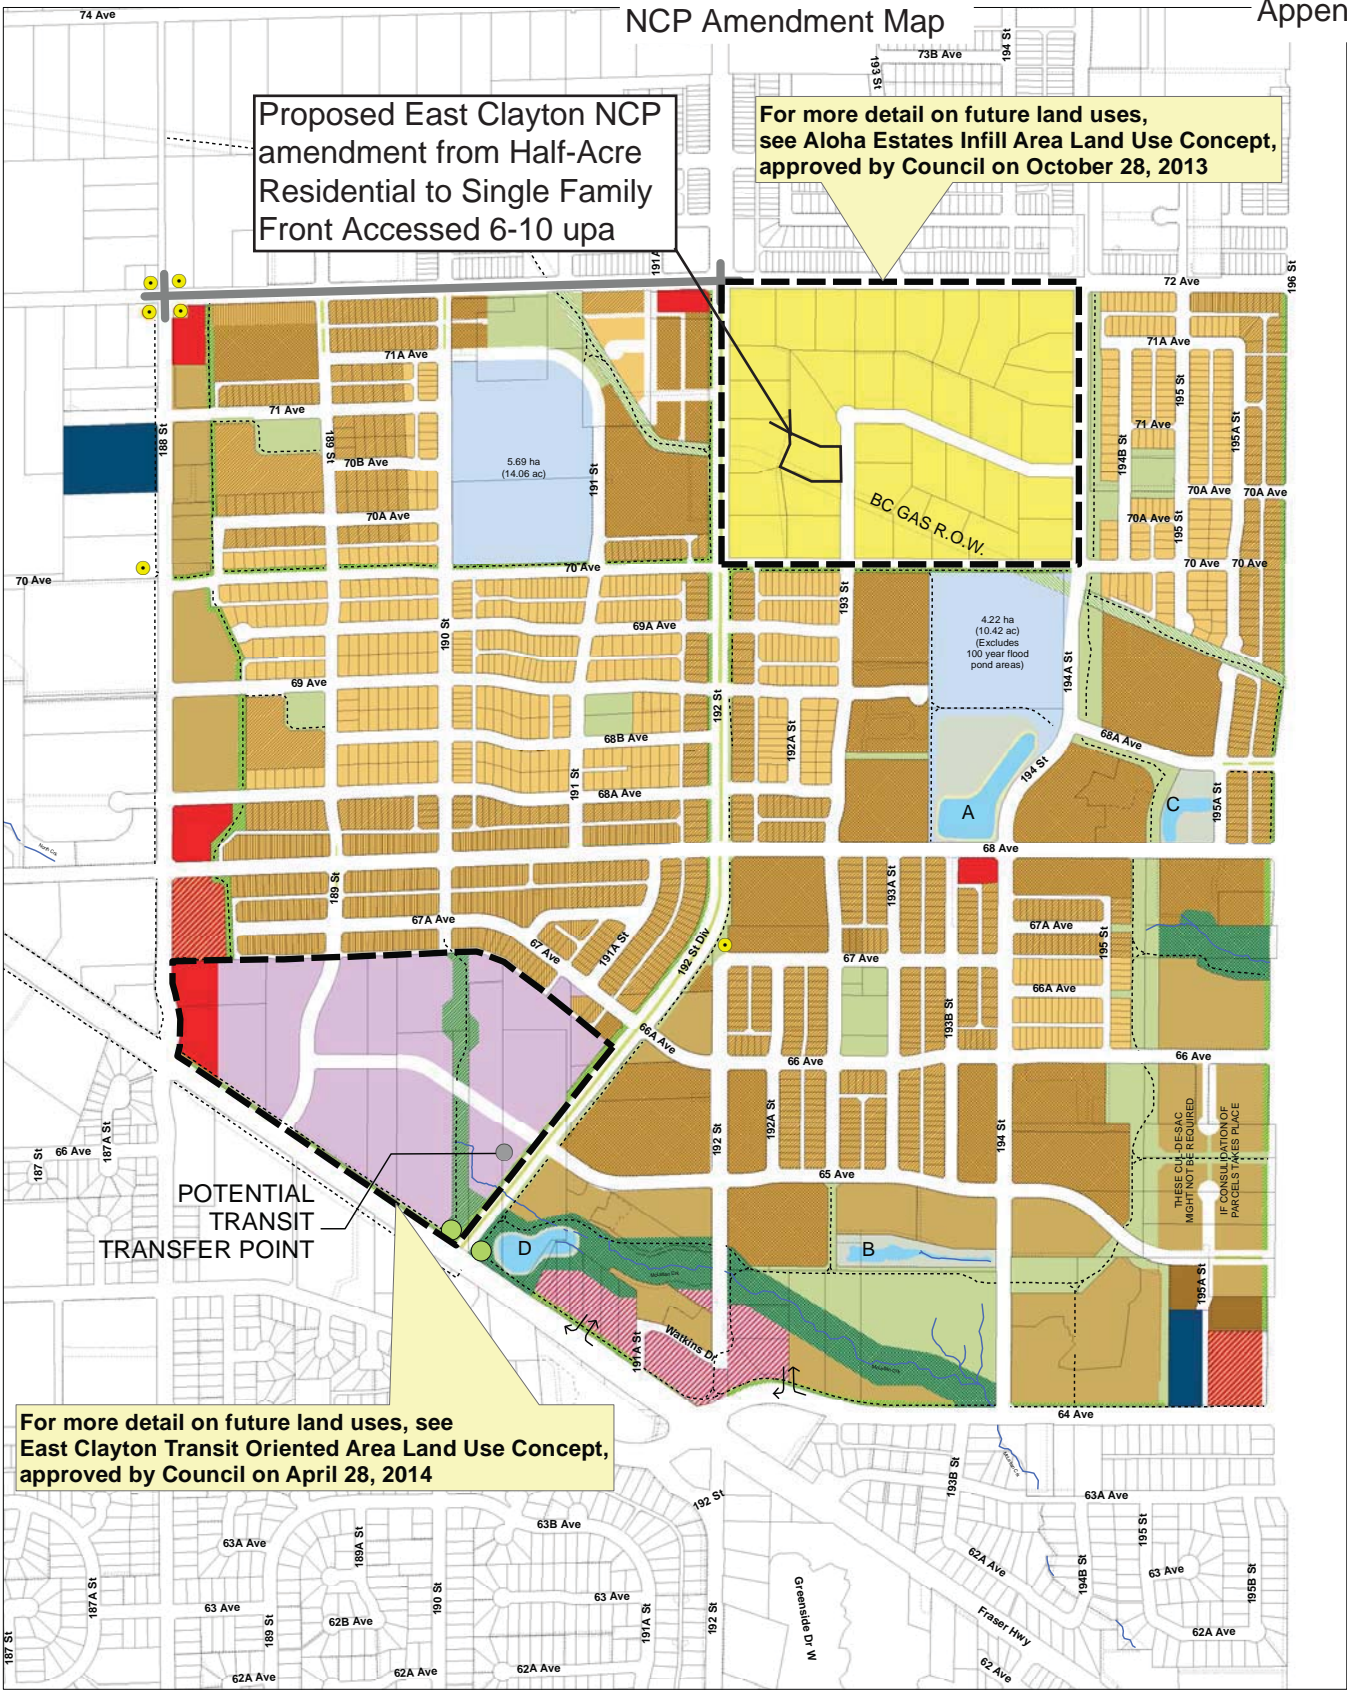 NCP Amendment Map
Appen
74 Ave
73B Ave
193 St
194 St
Proposed East Clayton NCP
amendment from Half-Acre
Residential to Single Family
Front Accessed 6-10 upa
For more detail on future land uses,
see Aloha Estates Infill Area Land Use Concept,
approved by Council on October 28, 2013
191A
72 Ave
196 St
71A Ave
71A Ave
71 Ave
188 St
189 St
70B Ave
5.69 ha
(14.06 ac)
191 St
195 St
71 Ave
194B St
195A St
70A Ave
70A Ave
70A Ave
70A Ave
195 St
BC GAS R.O.W.
70 Ave
70 Ave
70 Ave
70 Ave
193 St
190 St
69A Ave
4.22 ha
(10.42 ac)
(Excludes
100 year flood
pond areas)
194A St
69 Ave
192 St
68B Ave
192A St
68A Ave
191 St
68A Ave
194 St
A
C
195A St
68 Ave
189 St
193A St
67A Ave
67A Ave
67 Ave
191A St
192 St Div
67 Ave
195 St
66A Ave
193B St
66A Ave
66 Ave
66 Ave
187 St
66 Ave
187A St
192 St
192A St
194 St
65 Ave
THESE CUL-DE-SAC
MIGHT NOT BE REQUIRED
IF CONSULIDATION OF
PARCELS TAKES PLACE
POTENTIAL
TRANSIT
TRANSFER POINT
D
B
195A St
191A St
Watkins Dr
64 Ave
For more detail on future land uses, see
East Clayton Transit Oriented Area Land Use Concept,
approved by Council on April 28, 2014
192 St
193B St
63A Ave
63A Ave
189A St
63B Ave
195 St
62A Ave
194B St
63 Ave
195B St
187A St
63 Ave
190 St
63 Ave
187 St
189 St
62B Ave
191A St
192 St
Greenside Dr W
Fraser Hwy
62A Ave
62A Ave
62A Ave
62A Ave
62 Ave